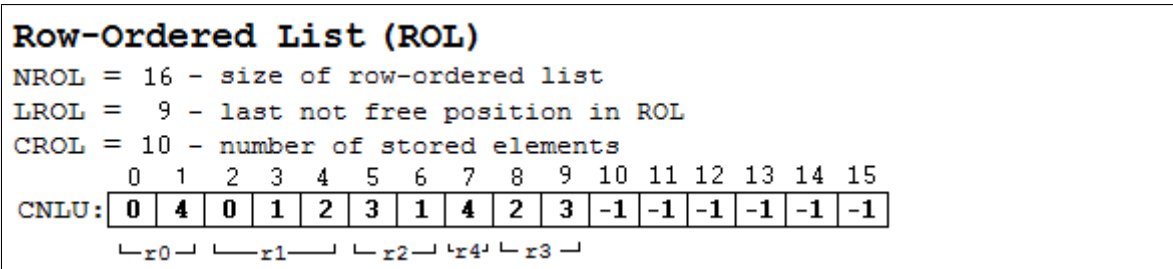 Row-Ordered List (ROL)
NROL = 16 - size of row-ordered list
LROL = 9 - last not free position in ROL
CROL = 10 - number of stored elements
0 1 2 3 4 5 6 7 8 9 10 11 12 13 14 15
CNLU: 0 4 0 1 2 3 1 4 2 3 -1 -1 -1 -1 -1 -1
r0 r1 r2 r4 r3